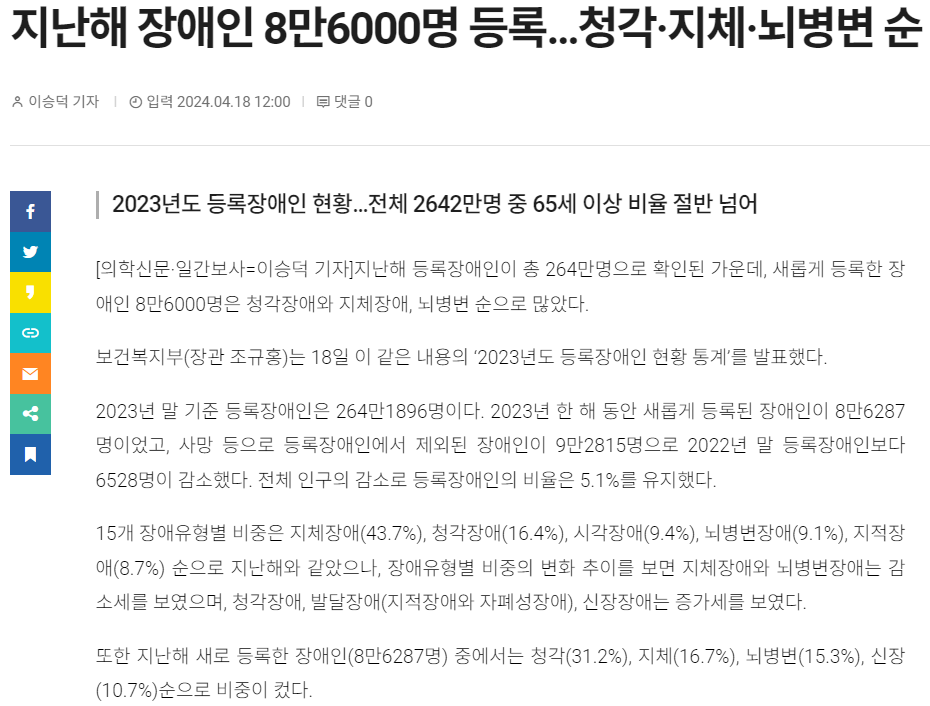 지난해 장애인 8만6000명 등록…청각·지체·뇌병변 순
이승덕 기자 입력 2024.04.18 12:00 댓글 0
2023년도 등록장애인 현황…전체 2642만명 중 65세 이상 비율 절반 넘어
[의학신문·일간보사=이승덕 기자]지난해 등록장애인이 총 264만명으로 확인된 가운데, 새롭게 등록한 장
애인 8만6000명은 청각장애와 지체장애, 뇌병변 순으로 많았다.
보건복지부(장관 조규홍)는 18일 이 같은 내용의 ‘2023년도 등록장애인 현황 통계’를 발표했다.
2023년 말 기준 등록장애인은 264만1896명이다. 2023년 한 해 동안 새롭게 등록된 장애인이 8만6287
명이었고, 사망 등으로 등록장애인에서 제외된 장애인이 9만2815명으로 2022년 말 등록장애인보다
6528명이 감소했다. 전체 인구의 감소로 등록장애인의 비율은 5.1%를 유지했다.
15개 장애유형별 비중은 지체장애(43.7%), 청각장애(16.4%), 시각장애(9.4%), 뇌병변장애(9.1%), 지적장
애(8.7%) 순으로 지난해와 같았으나, 장애유형별 비중의 변화 추이를 보면 지체장애와 뇌병변장애는 감
소세를 보였으며, 청각장애, 발달장애(지적장애와 자폐성장애), 신장장애는 증가세를 보였다.
또한 지난해 새로 등록한 장애인(8만6287명) 중에서는 청각(31.2%), 지체(16.7%), 뇌병변(15.3%), 신장
(10.7%)순으로 비중이 컸다.